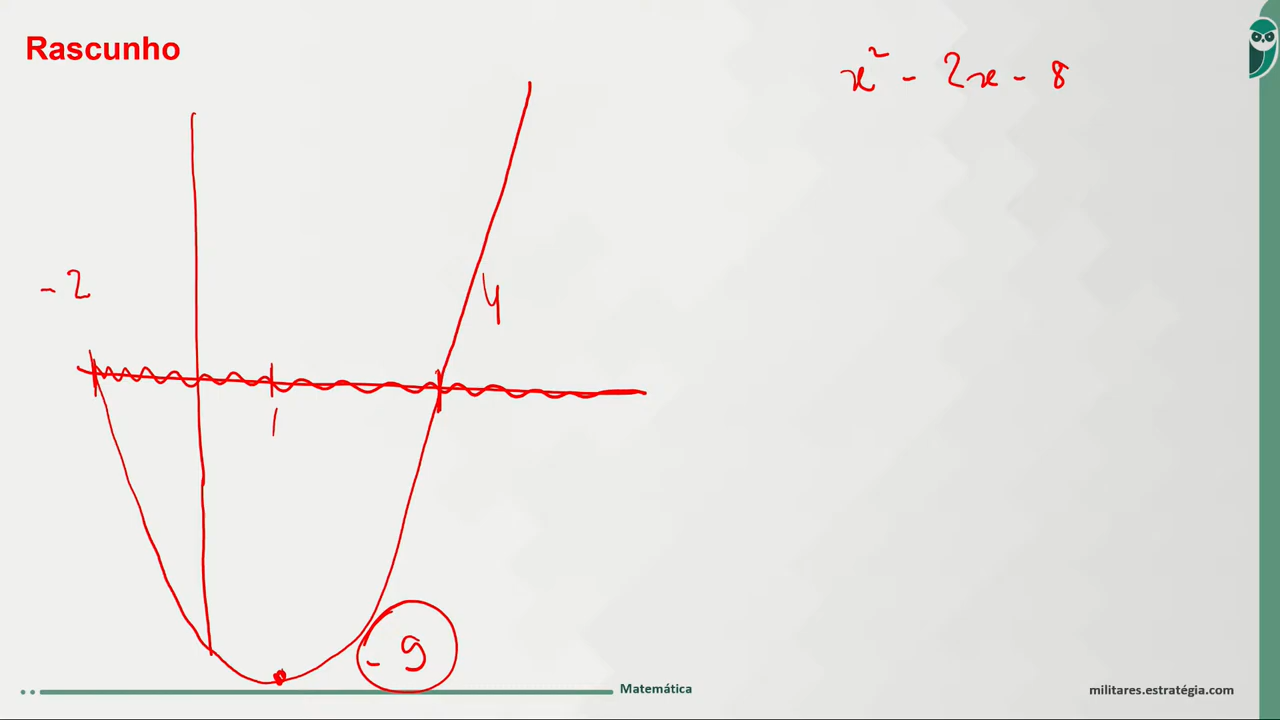 Rascunho
x² - 2x - 8
-2
4
1
-9
Matemática
militares.estratégia.com